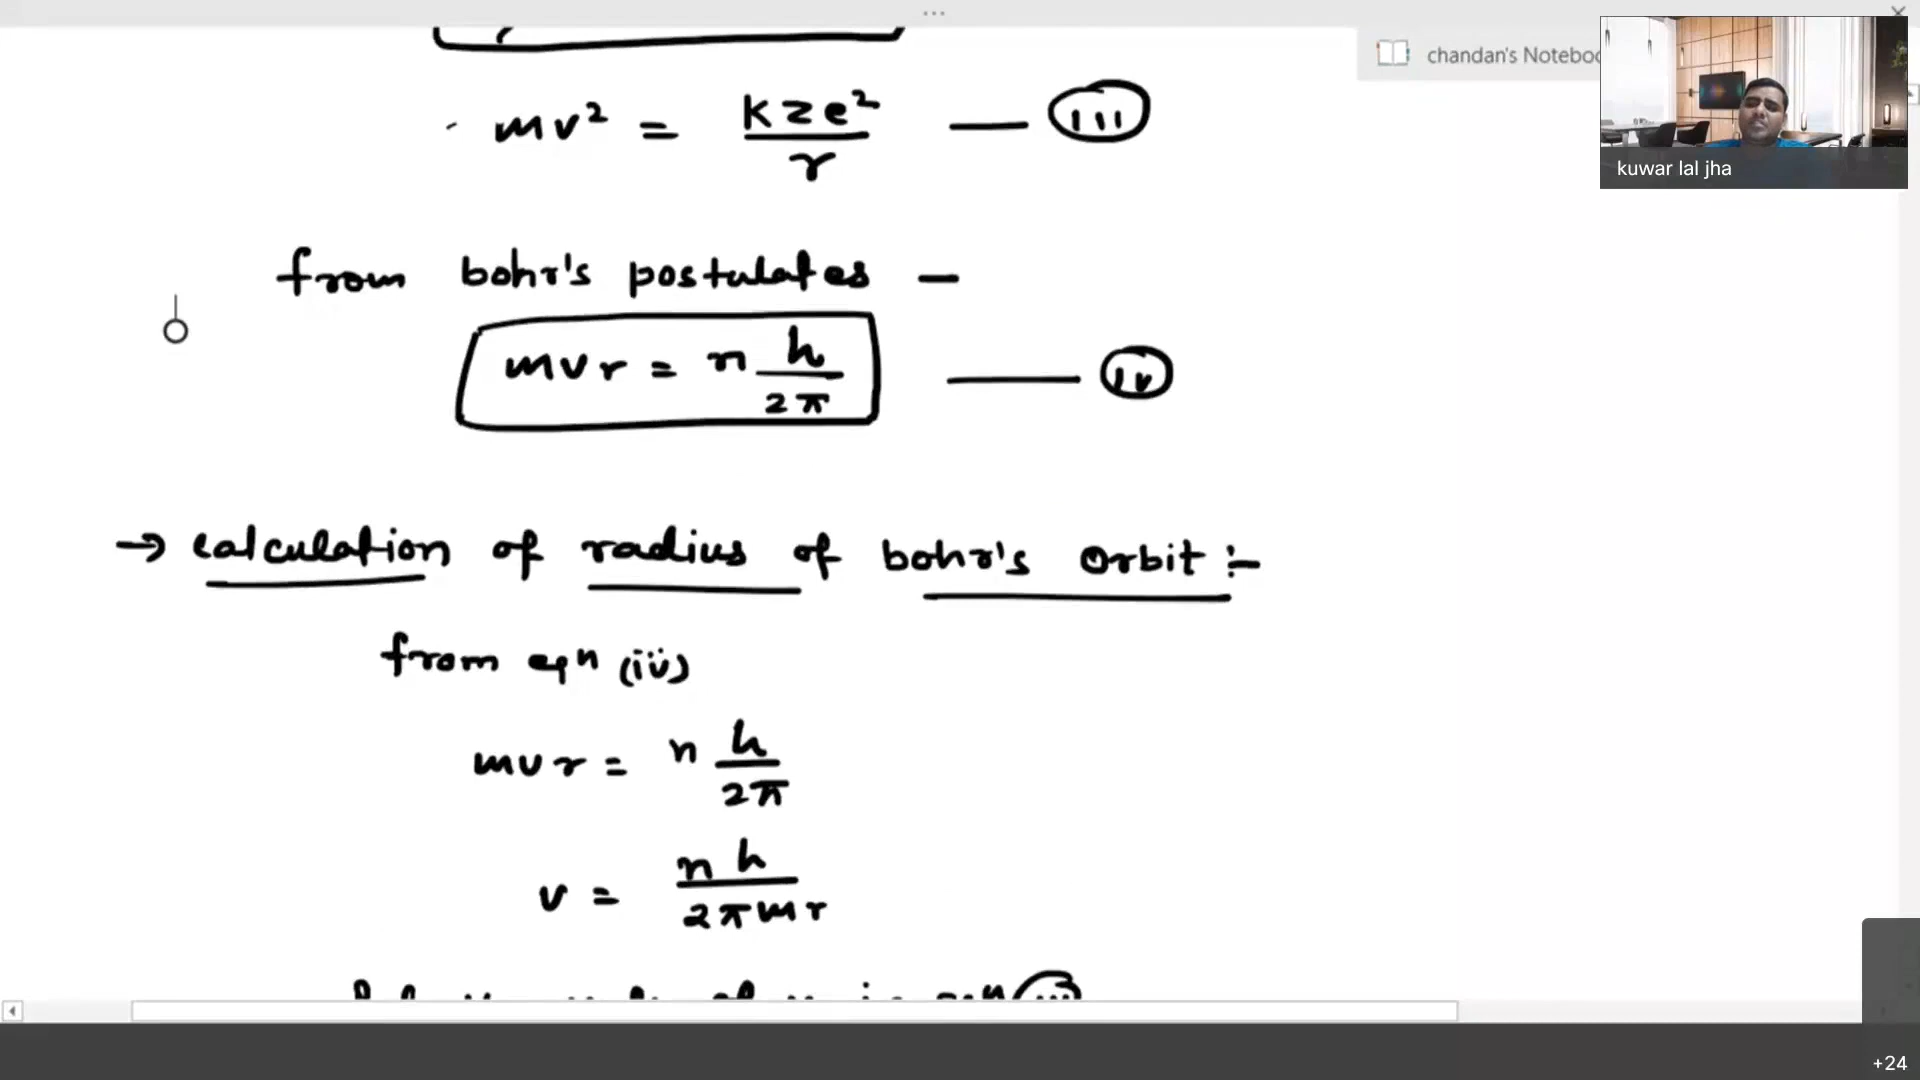 chandan's Notebo
mv² = kze²/r — (iii)
kuwar lal jha
from bohr's postulates —
mvr = n h/2π — (iv)
→ calculation of radius of bohr's orbit :-
from eqⁿ (iv)
mvr = n h/2π
v = nh/2πmr
+24